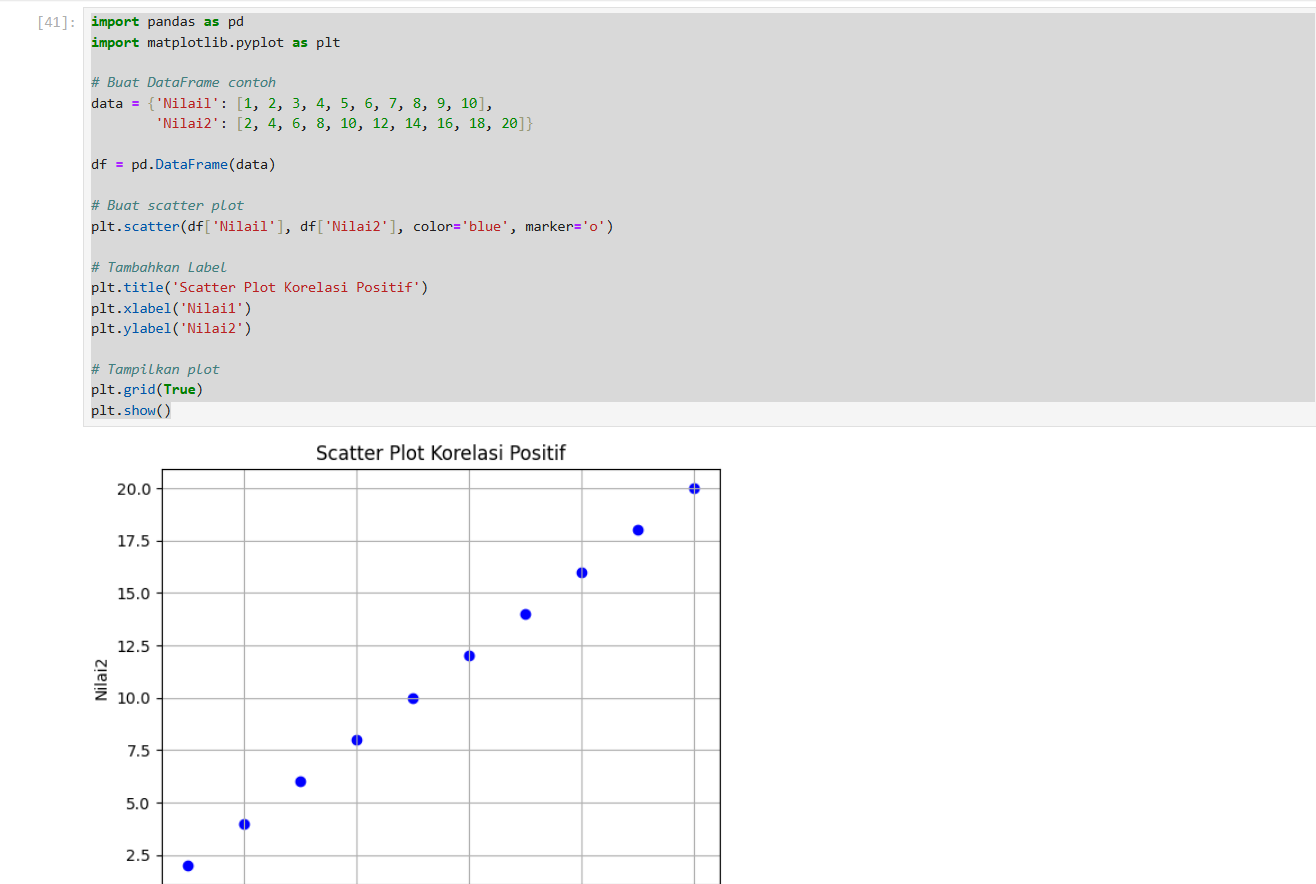 [41]:
import pandas as pd
import matplotlib.pyplot as plt
# Buat DataFrame contoh
data = {'Nilail': [1, 2, 3, 4, 5, 6, 7, 8, 9, 10],
'Nilai2': [2, 4, 6, 8, 10, 12, 14, 16, 18, 20]}
df = pd.DataFrame(data)
# Buat scatter plot
plt.scatter(df['Nilail'], df['Nilai2'], color='blue', marker='o')
# Tambahkan Label
plt.title('Scatter Plot Korelasi Positif')
plt.xlabel('Nilai1')
plt.ylabel('Nilai2')
# Tampilkan plot
plt.grid(True)
plt.show()
Scatter Plot Korelasi Positif
20.0
17.5
15.0
12.5
Nilai2
10.0
7.5
5.0
2.5